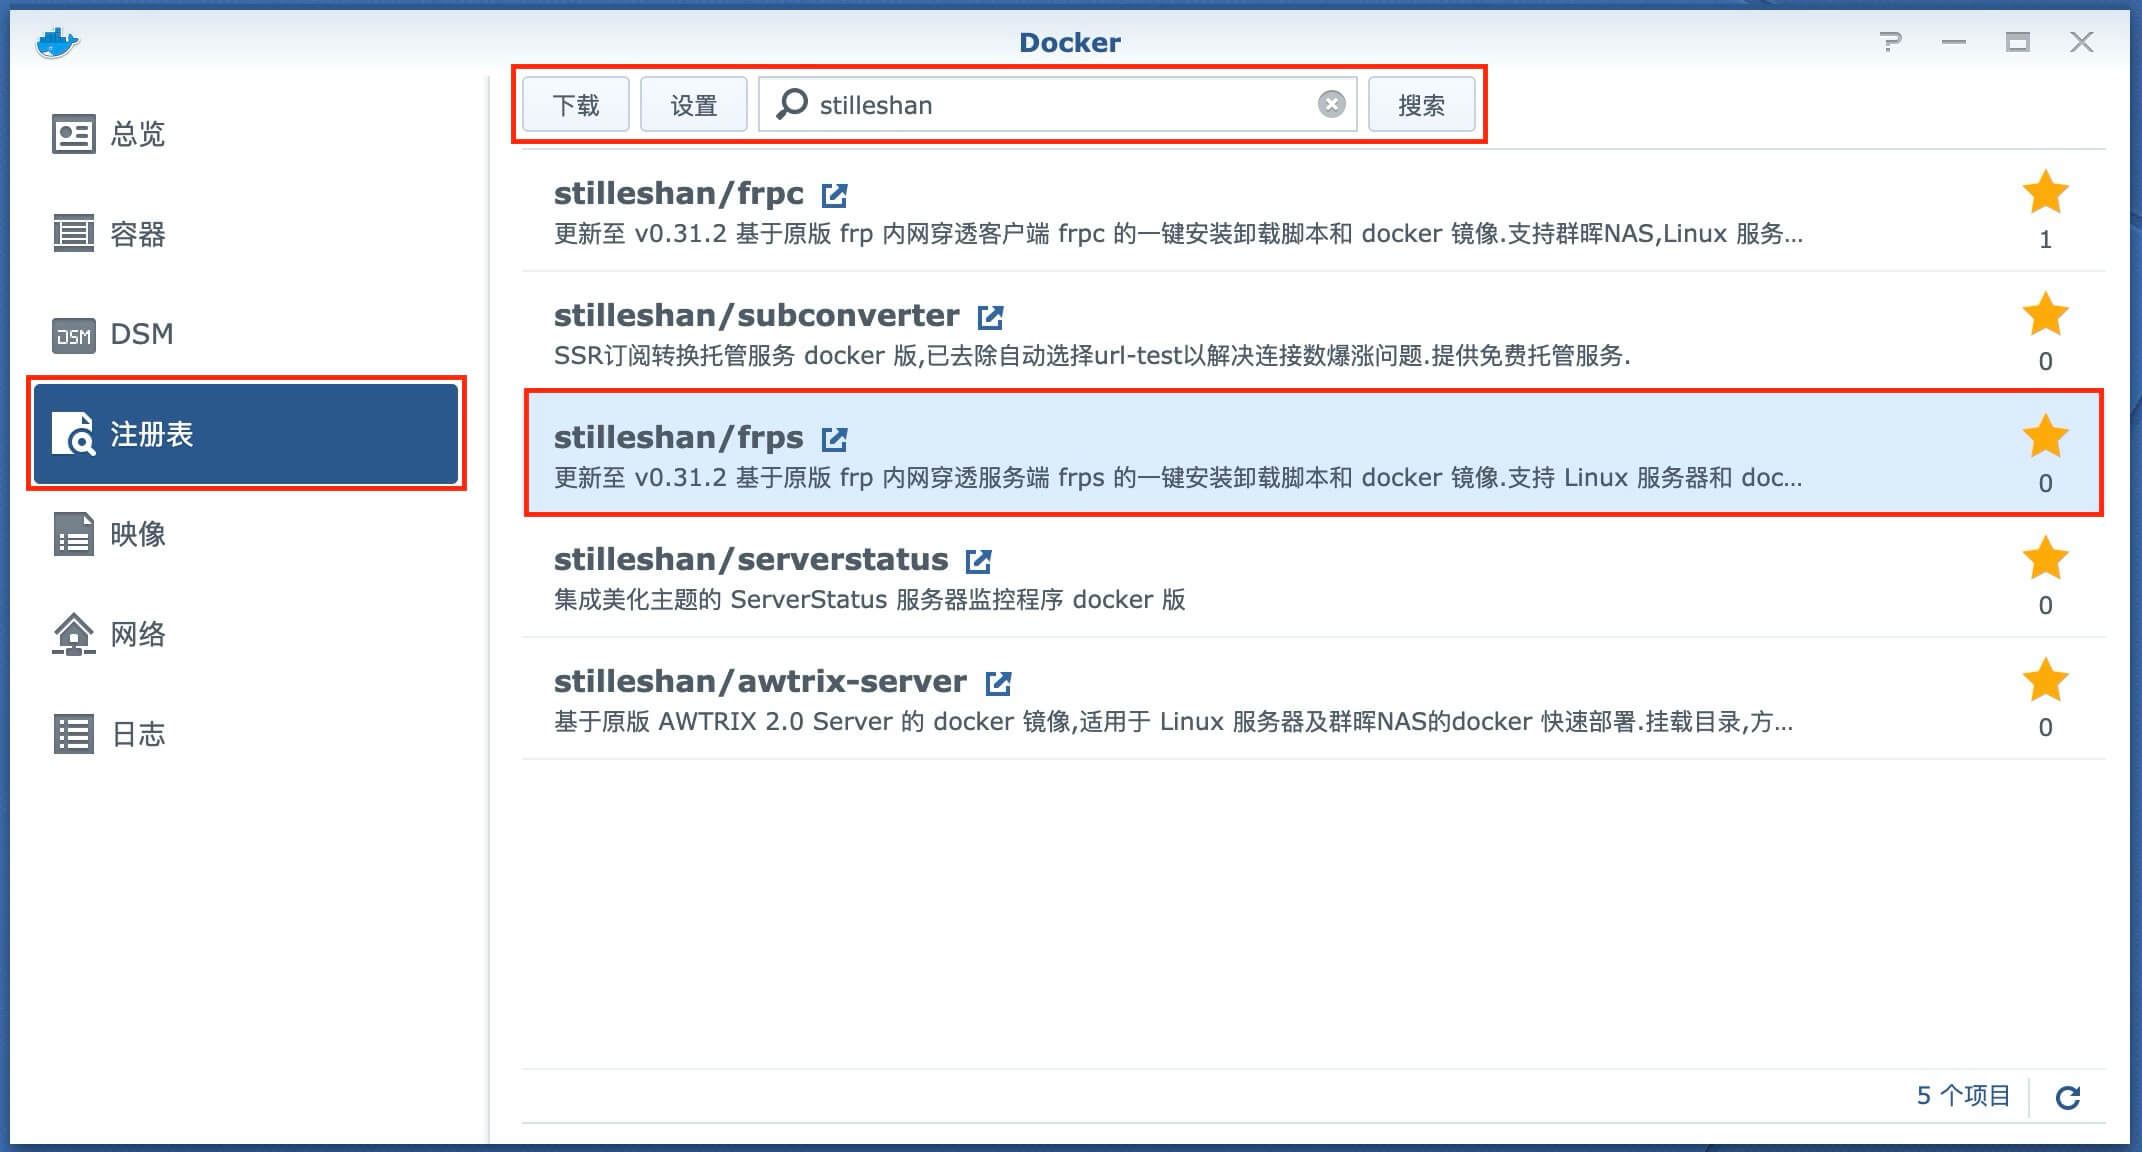 Docker
总览
容器
DSM
DSM
注册表
映像
网络
日志
下载
设置
stilleshan
搜索
stilleshan/frpc
更新至 v0.31.2 基于原版 frp 内网穿透客户端 frpc 的一键安装卸载脚本和 docker 镜像.支持群晖NAS,Linux 服务...
1
stilleshan/subconverter
SSR订阅转换托管服务 docker 版,已去除自动选择url-test以解决连接数爆涨问题.提供免费托管服务.
0
stilleshan/frps
更新至 v0.31.2 基于原版 frp 内网穿透服务端 frps 的一键安装卸载脚本和 docker 镜像.支持 Linux 服务器和 doc...
0
stilleshan/serverstatus
集成美化主题的 ServerStatus 服务器监控程序 docker 版
0
stilleshan/awtrix-server
基于原版 AWTRIX 2.0 Server 的 docker 镜像,适用于 Linux 服务器及群晖NAS的docker 快速部署.挂载目录,方...
0
5 个项目